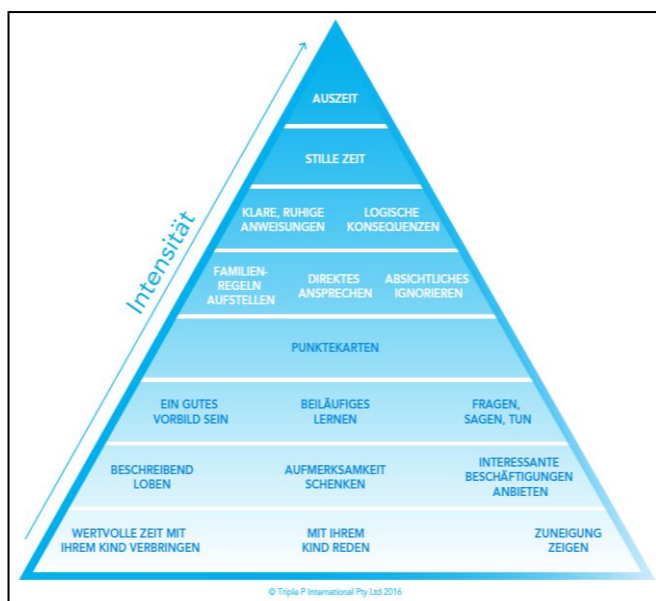 AUSZEIT
STILLE ZEIT
KLARE, RUHIGE
ANWEISUNGEN
LOGISCHE
KONSEQUENZEN
FAMILIEN-
REGELN
AUFSTELLEN
DIREKTES
ANSPRECHEN
ABSICHTLICHES
IGNORIEREN
PUNKTEKARTEN
EIN GUTES
VORBILD SEIN
BEILÄUFIGES
LERNEN
FRAGEN,
SAGEN, TUN
BESCHREIBEND
LOBEN
AUFMERKSAMKEIT
SCHENKEN
INTERESSANTE
BESCHÄFTIGUNGEN
ANBIETEN
WERTVOLLE ZEIT MIT
IHREM KIND VERBRINGEN
MIT IHREM
KIND REDEN
ZUNEIGUNG
ZEIGEN
Intensität
© Triple P International Pty Ltd 2016